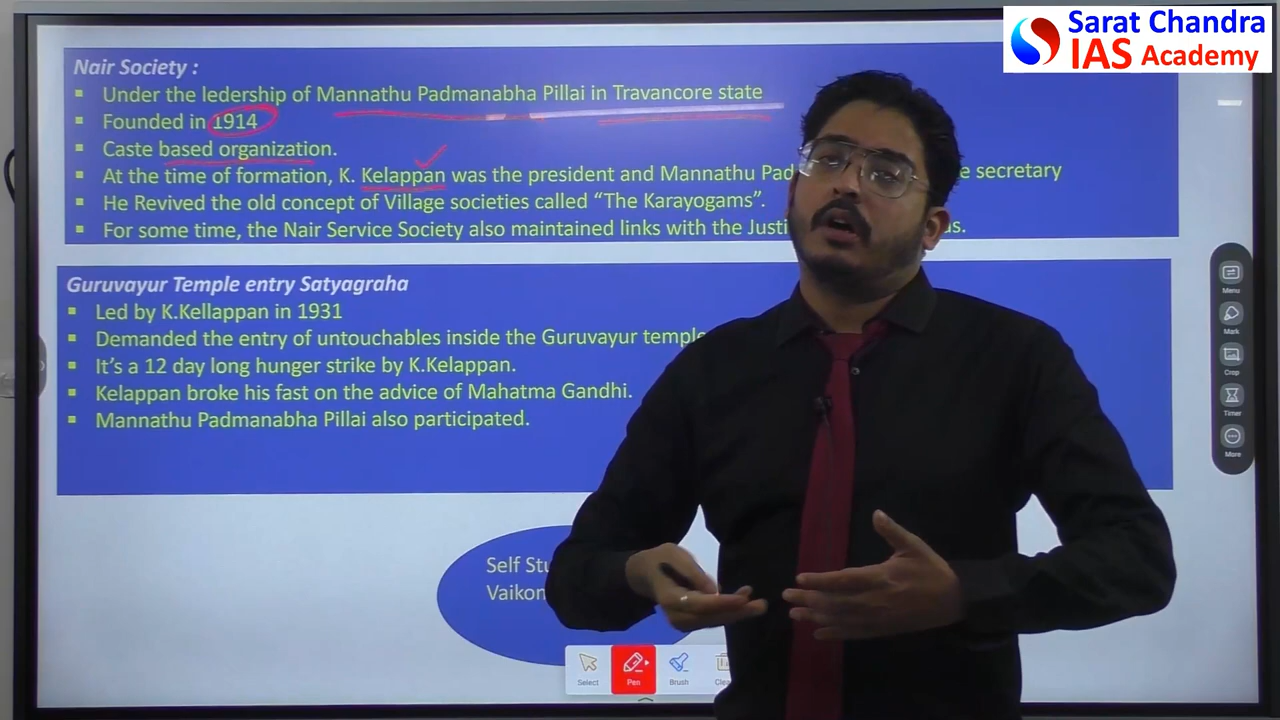 Sarat Chandra
IAS Academy
Nair Society :
Under the ledership of Mannathu Padmanabha Pillai in Travancore state
Founded in 1914
Caste based organization.
At the time of formation, K. Kelappan was the president and Mannathu Pad secretary
He Revived the old concept of Village societies called “The Karayogams”.
For some time, the Nair Service Society also maintained links with the Justi
Guruvayur Temple entry Satyagraha
Led by K.Kellappan in 1931
Demanded the entry of untouchables inside the Guruvayur temple
It’s a 12 day long hunger strike by K.Kelappan.
Kelappan broke his fast on the advice of Mahatma Gandhi.
Mannathu Padmanabha Pillai also participated.
Self Stu
Vaikon
Menu
Mark
Crop
Timer
More
Select
Pen
Brush
Clea